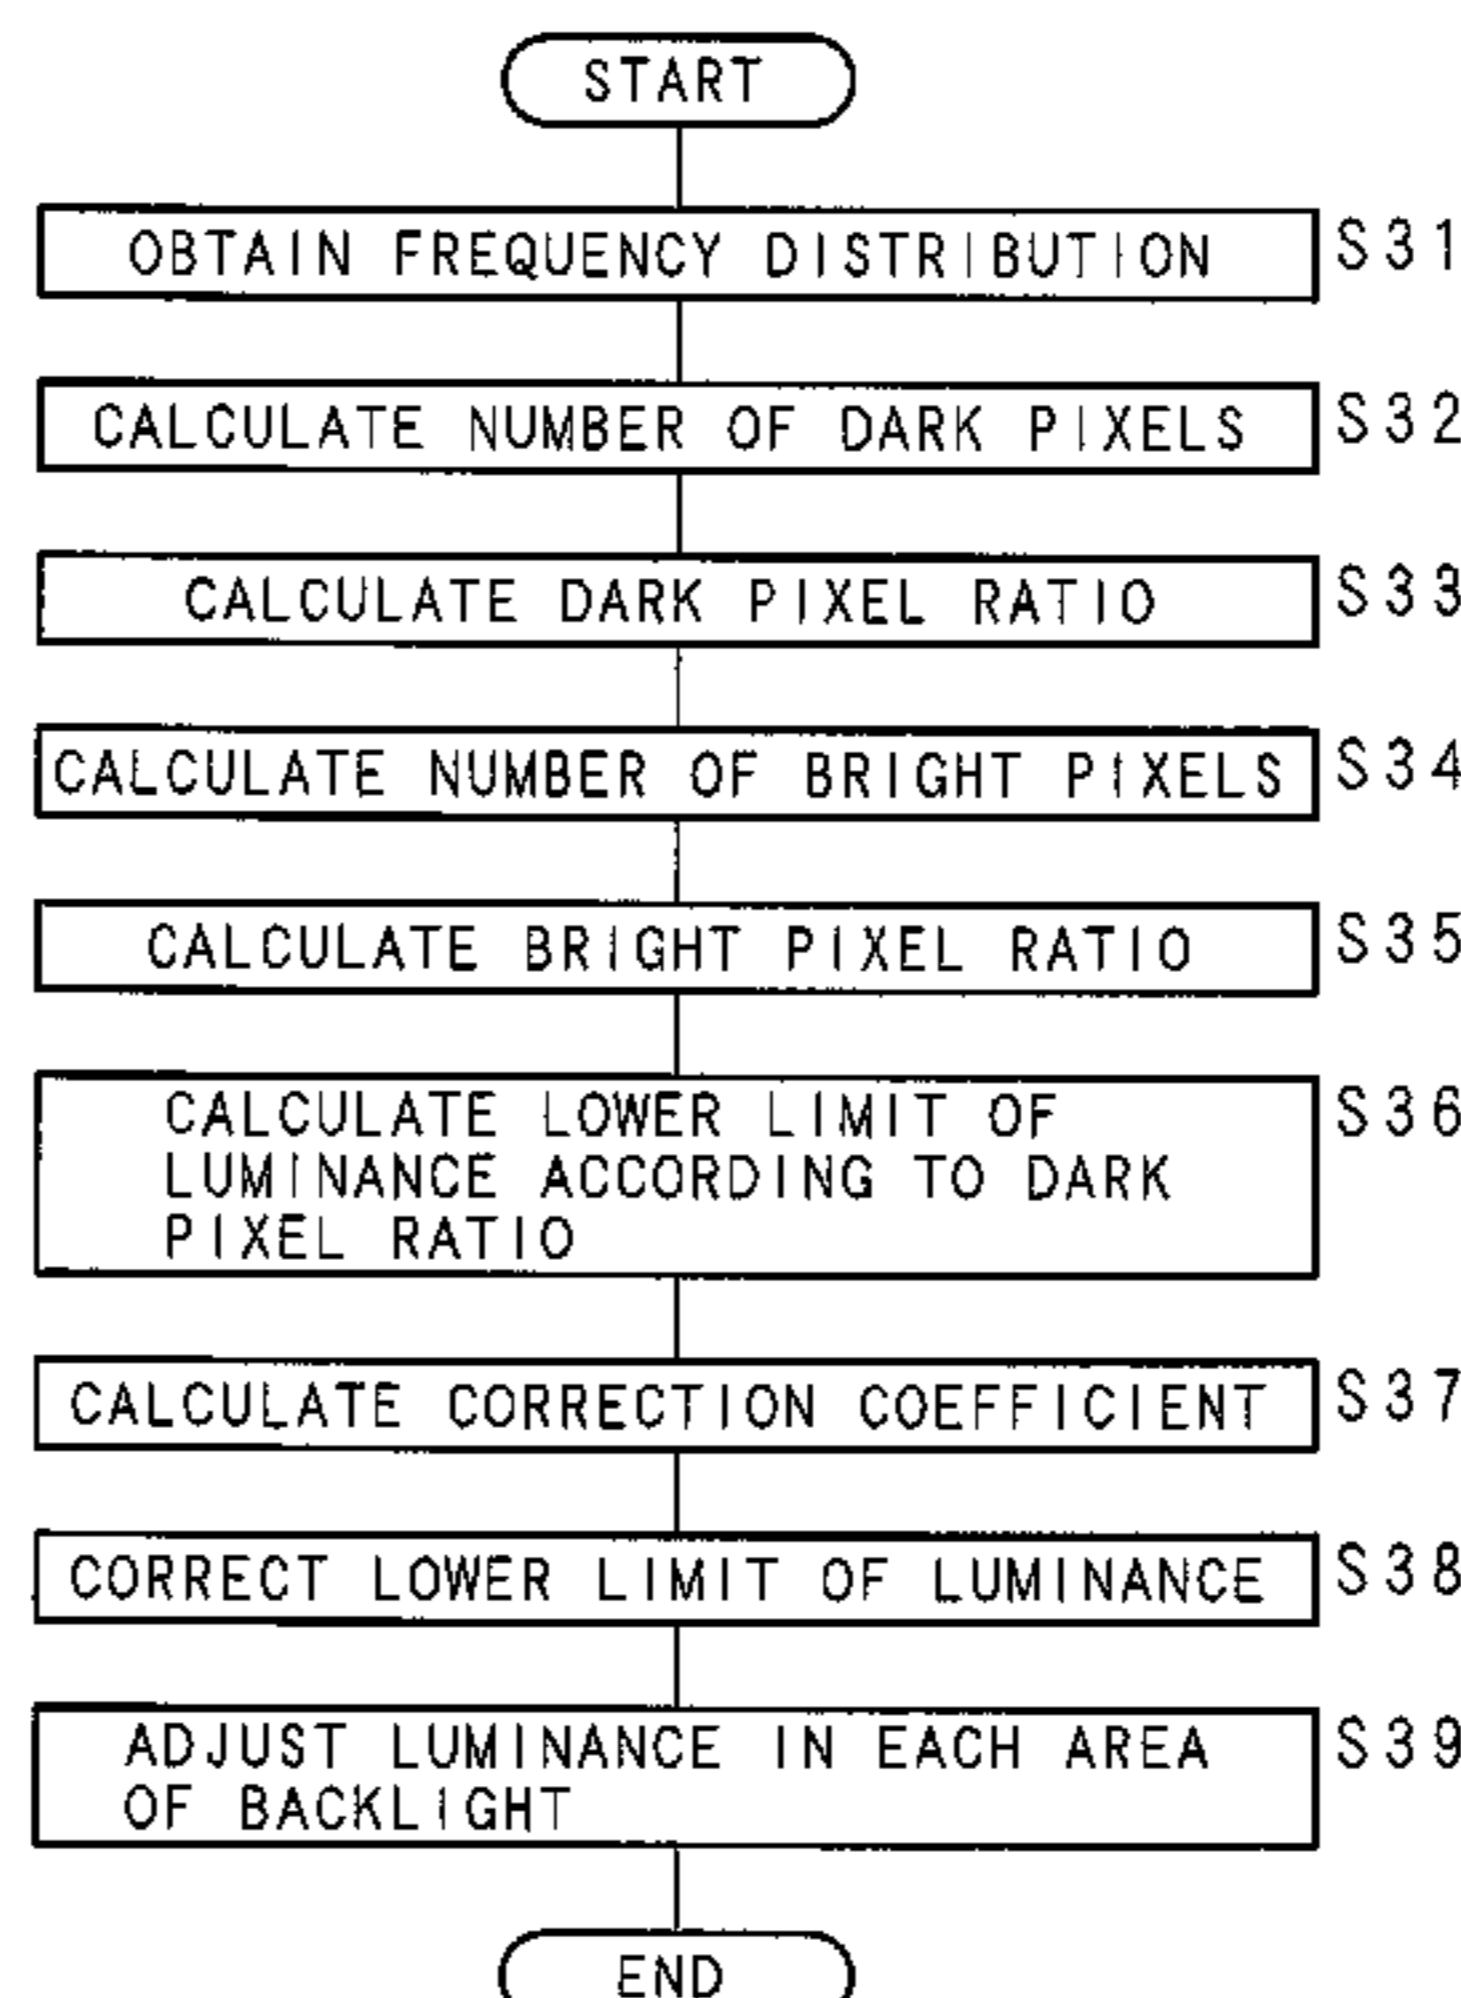 START
OBTAIN FREQUENCY DISTRIBUTION S31
CALCULATE NUMBER OF DARK PIXELS S32
CALCULATE DARK PIXEL RATIO S33
CALCULATE NUMBER OF BRIGHT PIXELS S34
CALCULATE BRIGHT PIXEL RATIO S35
CALCULATE LOWER LIMIT OF S36
LUMINANCE ACCORDING TO DARK
PIXEL RATIO
CALCULATE CORRECTION COEFFICIENT S37
CORRECT LOWER LIMIT OF LUMINANCE S38
ADJUST LUMINANCE IN EACH AREA S39
OF BACKLIGHT
END